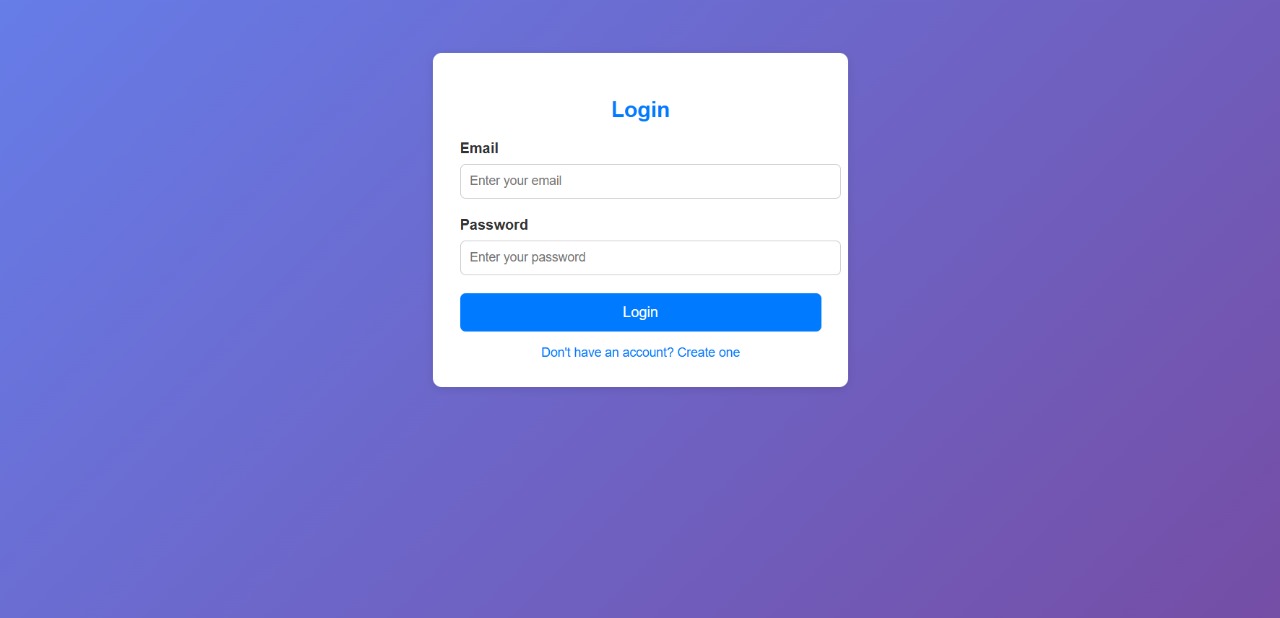 Login
Email
Enter your email
Password
Enter your password
Login
Don't have an account? Create one